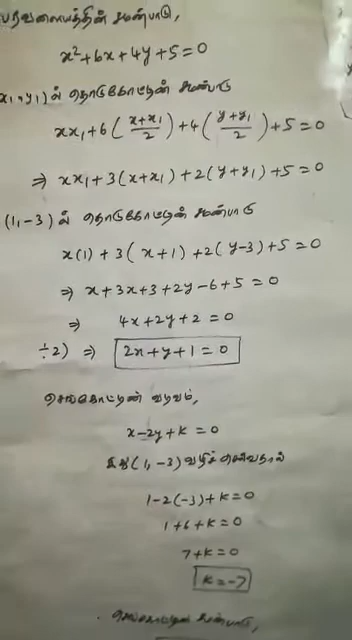 பரவளையத்தின் சமன்பாடு,
x²+6x+4y+5=0
x₁,y₁) ல் தொடுகோட்டின் சமன்பாடு
xx₁+6(x+x₁/2)+4(y+y₁/2)+5=0
⇒ xx₁+3(x+x₁)+2(y+y₁)+5=0
(1,-3) ல் தொடுகோட்டின் சமன்பாடு
x(1)+3(x+1)+2(y-3)+5=0
⇒ x+3x+3+2y-6+5=0
⇒ 4x+2y+2=0
÷2) ⇒ 2x+y+1=0
செங்கோட்டின் வடிவம்,
x-2y+k=0
இது (1,-3) வழிச் செல்வதால்
1-2(-3)+k=0
1+6+k=0
7+k=0
k=-7
செங்கோட்டின் சமன்பாடு,